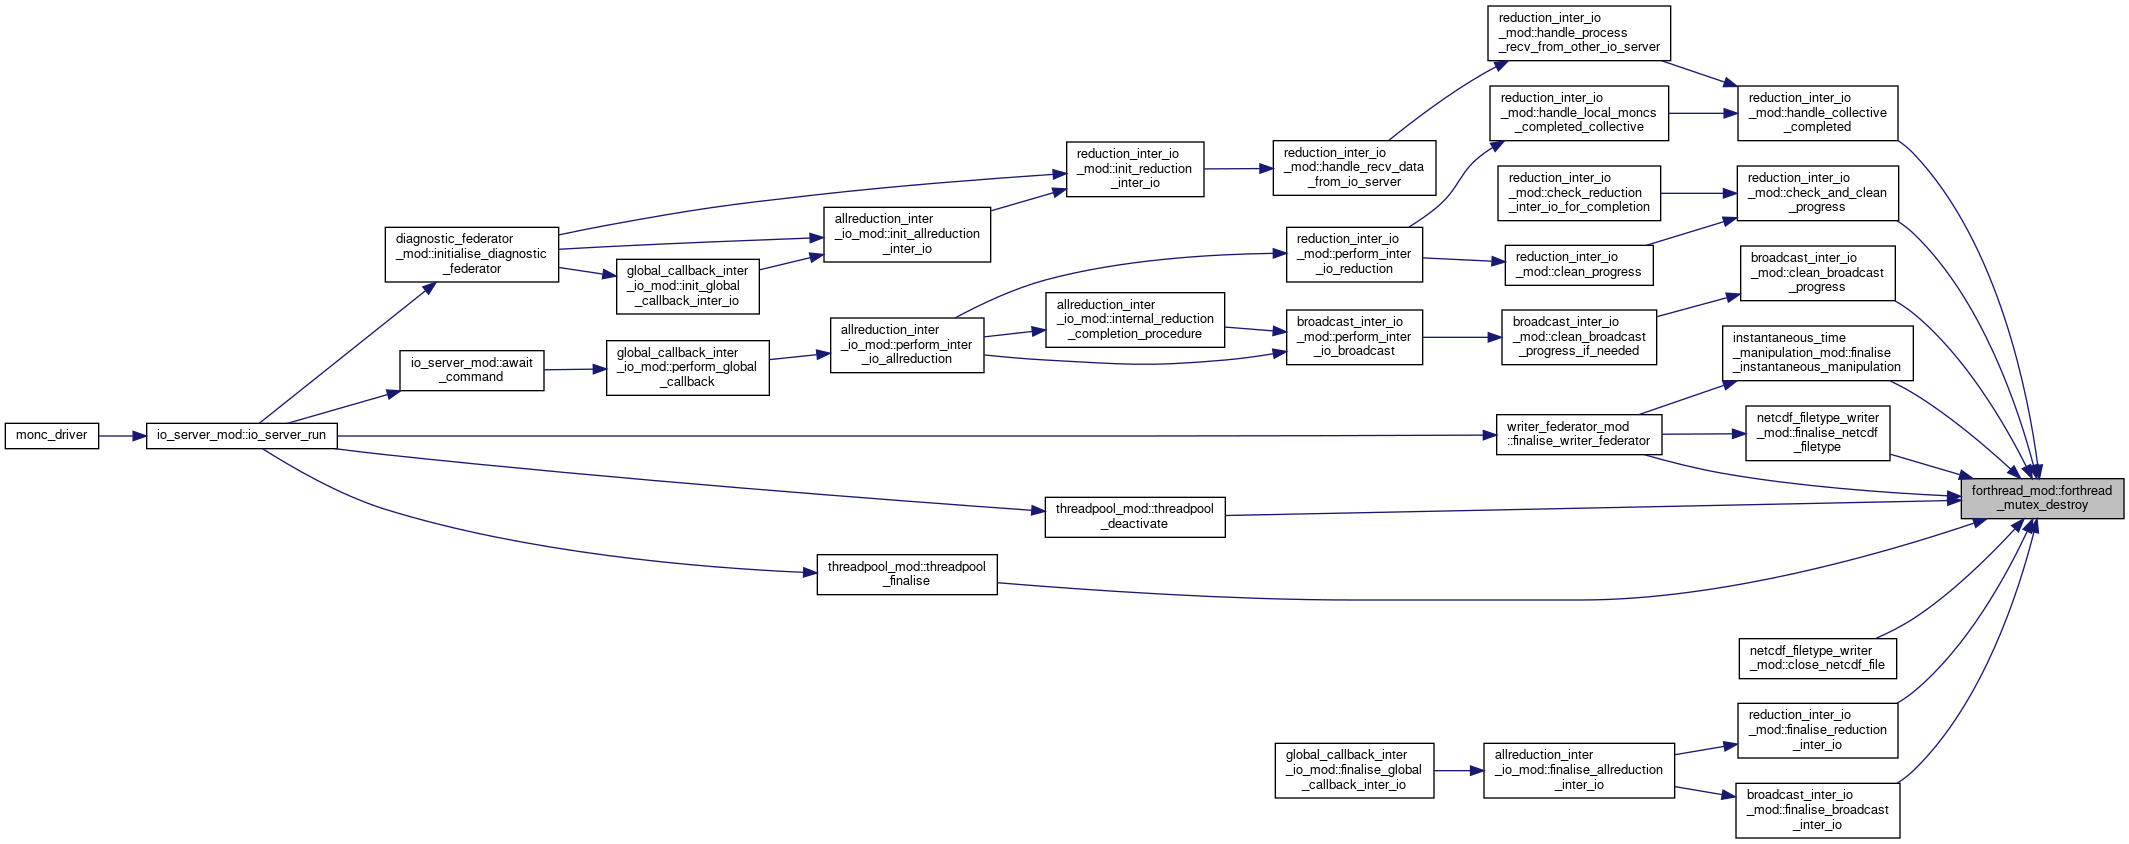 monc_driver
io_server_mod::io_server_run
diagnostic_federator
_mod::initialise_diagnostic
_federator
io_server_mod::await
_command
global_callback_inter
_io_mod::init_global
_callback_inter_io
global_callback_inter
_io_mod::perform_global
_callback
allreduction_inter
_io_mod::init_allreduction
_inter_io
allreduction_inter
_io_mod::perform_inter
_io_allreduction
threadpool_mod::threadpool
_finalise
reduction_inter_io
_mod::init_reduction
_inter_io
allreduction_inter
_io_mod::internal_reduction
_completion_procedure
threadpool_mod::threadpool
_deactivate
reduction_inter_io
_mod::handle_recv_data
_from_io_server
reduction_inter_io
_mod::perform_inter
_io_reduction
broadcast_inter_io
_mod::perform_inter
_io_broadcast
global_callback_inter
_io_mod::finalise_global
_callback_inter_io
reduction_inter_io
_mod::handle_process
_recv_from_other_io_server
reduction_inter_io
_mod::handle_local_moncs
_completed_collective
reduction_inter_io
_mod::check_reduction
_inter_io_for_completion
reduction_inter_io
_mod::clean_progress
broadcast_inter_io
_mod::clean_broadcast
_progress_if_needed
writer_federator_mod
::finalise_writer_federator
allreduction_inter
_io_mod::finalise_allreduction
_inter_io
reduction_inter_io
_mod::handle_collective
_completed
reduction_inter_io
_mod::check_and_clean
_progress
broadcast_inter_io
_mod::clean_broadcast
_progress
instantaneous_time
_manipulation_mod::finalise
_instantaneous_manipulation
netcdf_filetype_writer
_mod::finalise_netcdf
_filetype
netcdf_filetype_writer
_mod::close_netcdf_file
reduction_inter_io
_mod::finalise_reduction
_inter_io
broadcast_inter_io
_mod::finalise_broadcast
_inter_io
forthread_mod::forthread
_mutex_destroy